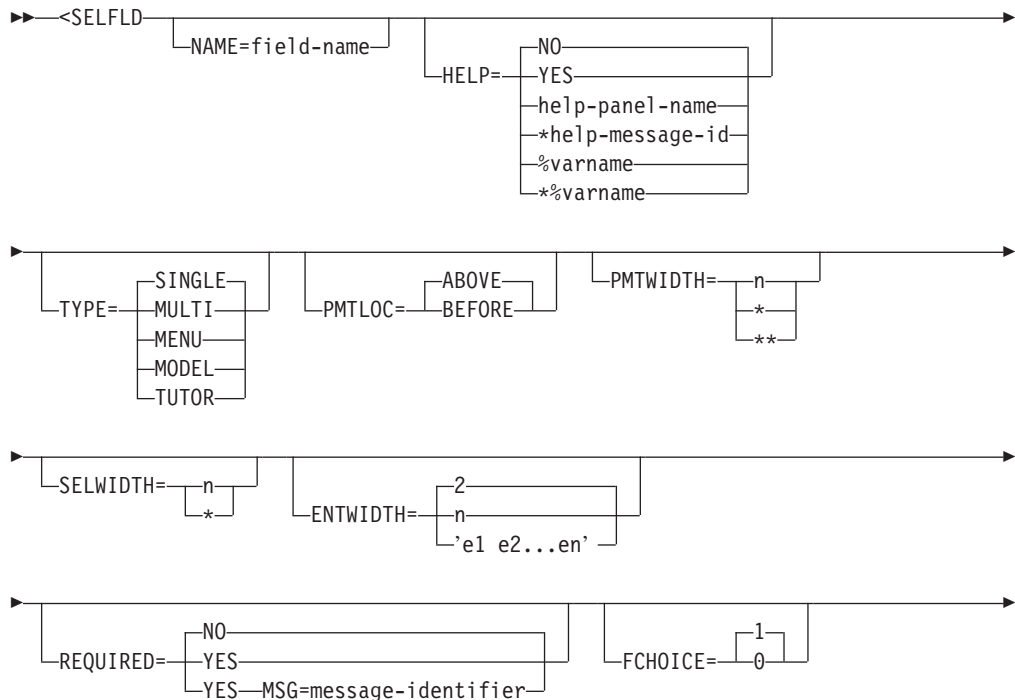 <SELFLD
NAME=field-name
HELP=
NO
YES
help-panel-name
*help-message-id
%varname
*%varname
TYPE=
SINGLE
MULTI
MENU
MODEL
TUTOR
PMTLOC=
ABOVE
BEFORE
PMTWIDTH=
n
*
**
SELWIDTH=
n
*
ENTWIDTH=
2
n
’e1 e2...en’
REQUIRED=
NO
YES
YES MSG=message-identifier
FCHOICE=
1
0